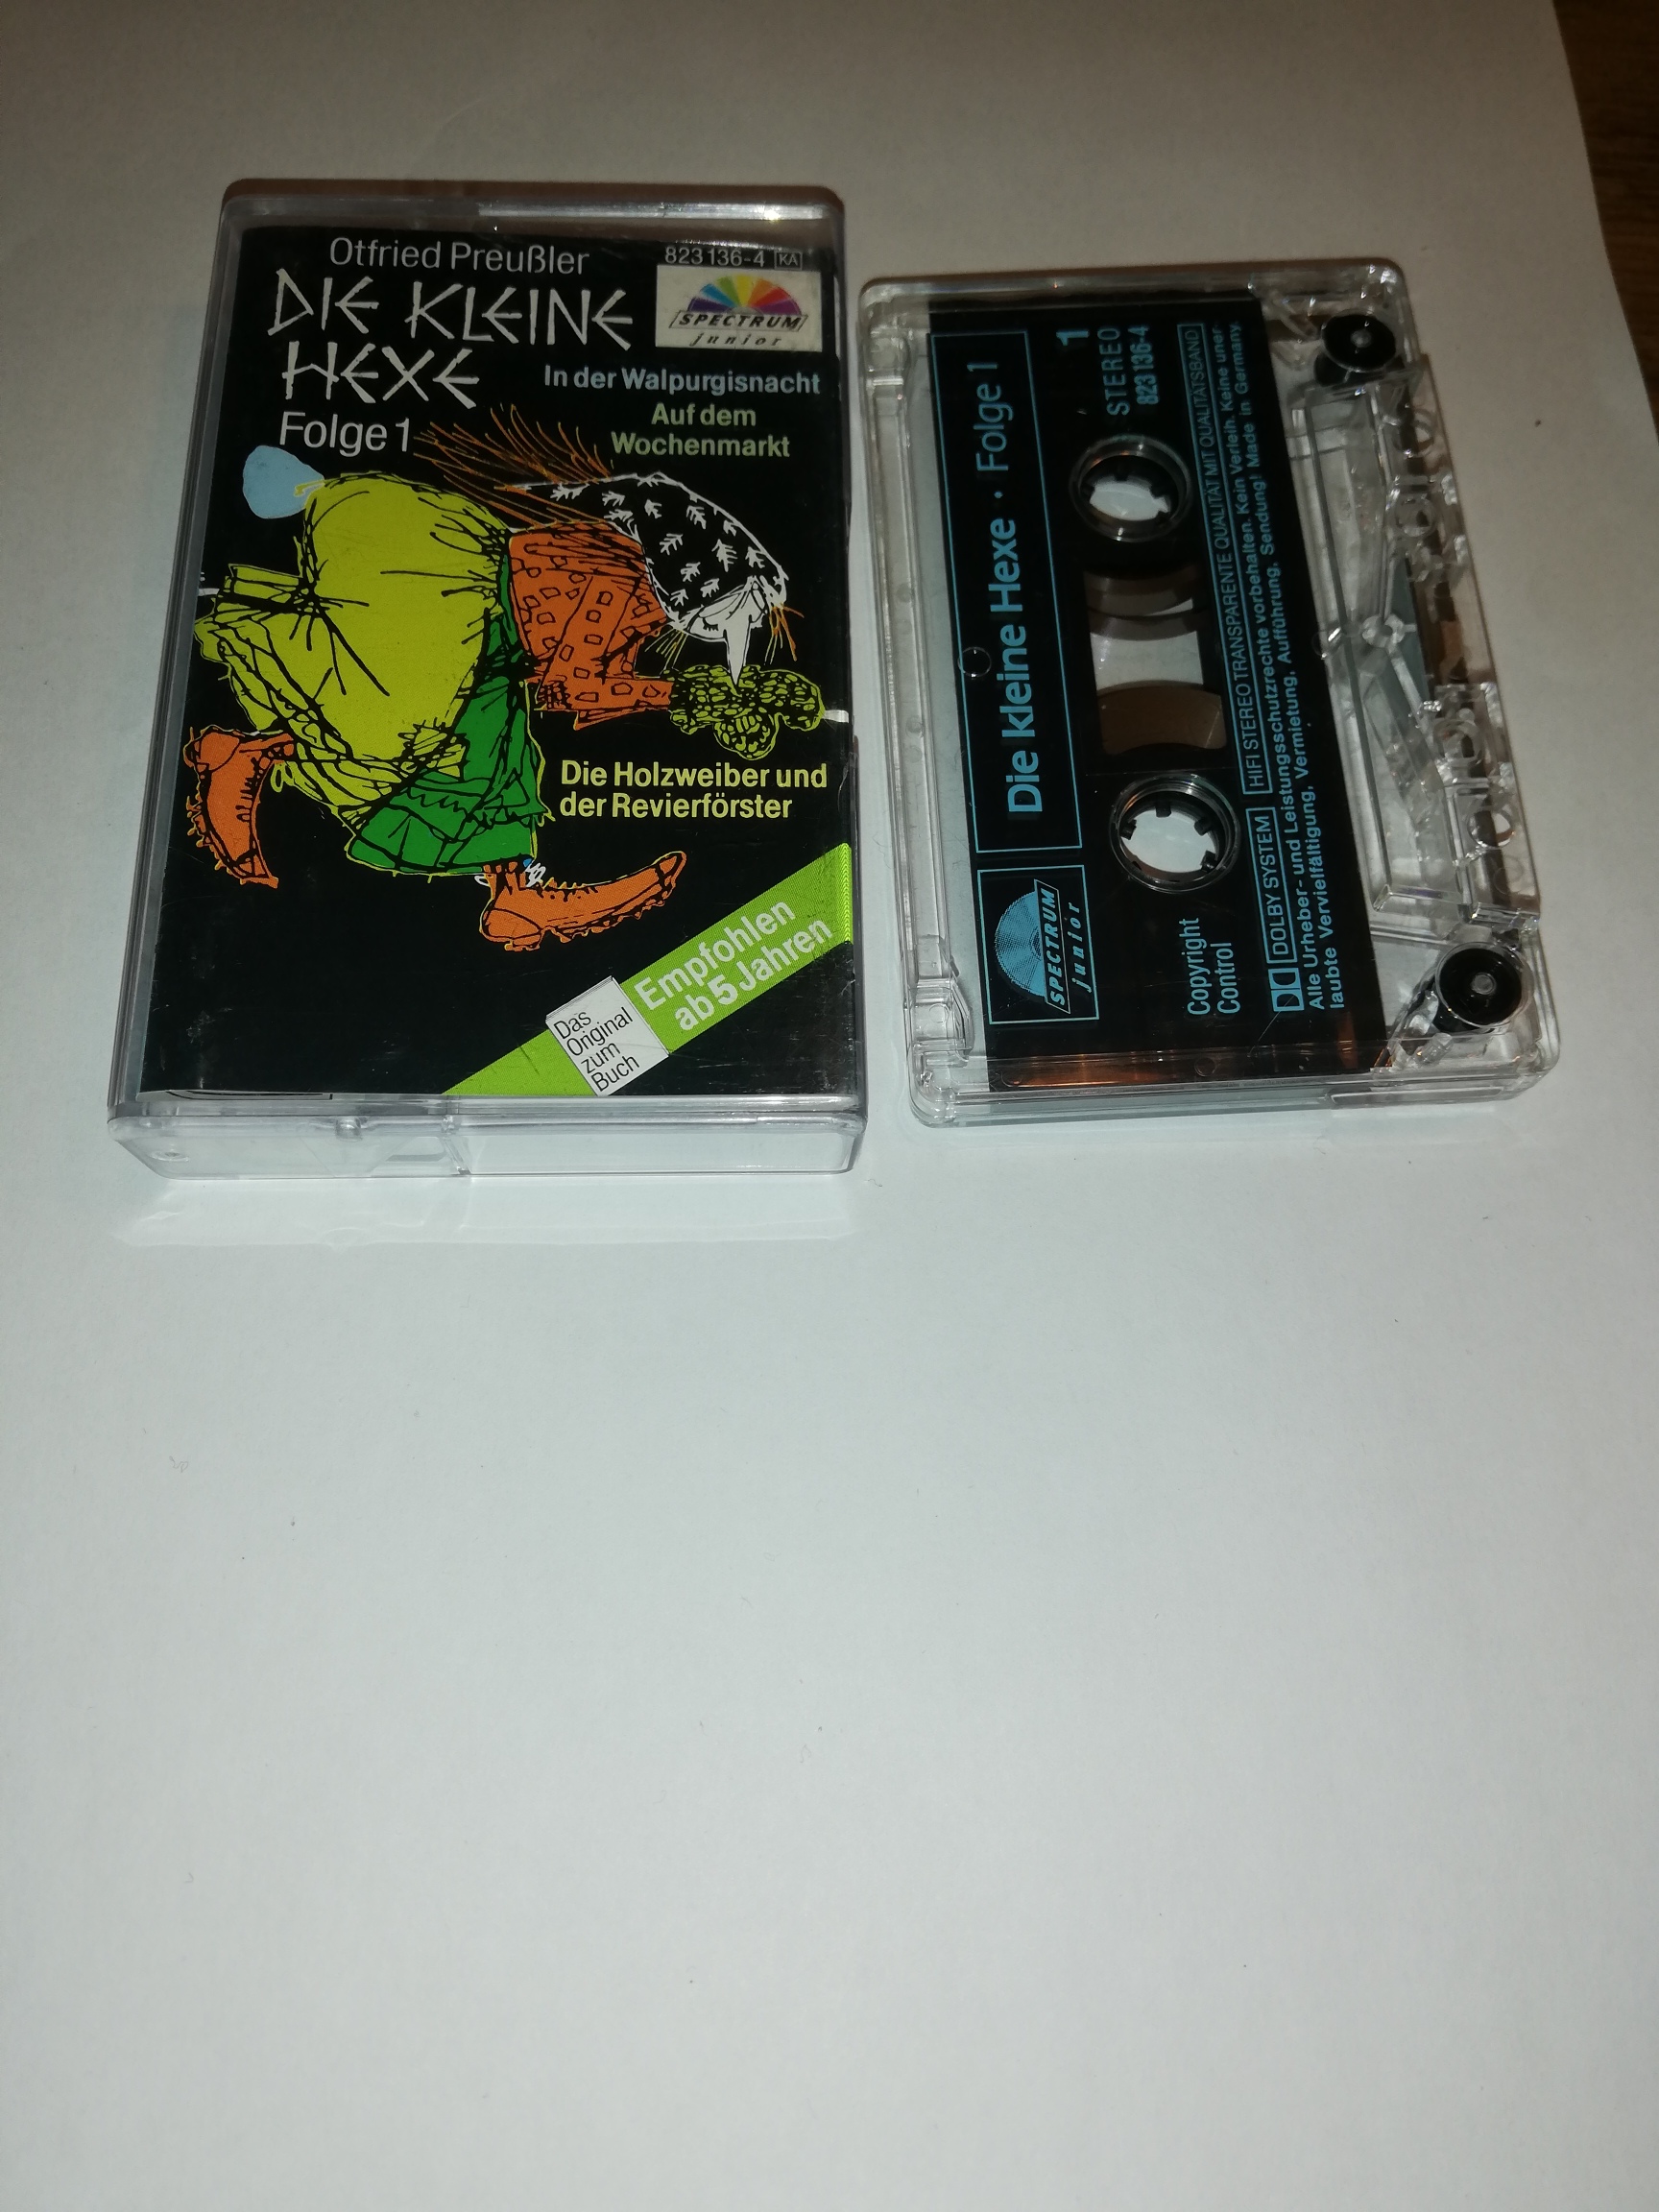 Otfried Preußler
823 136-4 KA
DIE KLEINE
HEXE
SPECTRUM
junior
Folge 1
In der Walpurgisnacht
Auf dem
Wochenmarkt
Die Holzweiber und
der Revierförster
Das
Original
zum
Buch
Empfohlen
ab 5 Jahren
Die kleine Hexe · Folge 1
SPECTRUM
junior
1
STEREO
823 136-4
Copyright
Control
DOLBY SYSTEM HIFI STEREO TRANSPARENTE QUALITÄT MIT QUALITÄTSBAND
Alle Urheber- und Leistungsschutzrechte vorbehalten. Kein Verleih. Keine uner-
laubte Vervielfältigung, Vermietung, Aufführung, Sendung! Made in Germany.